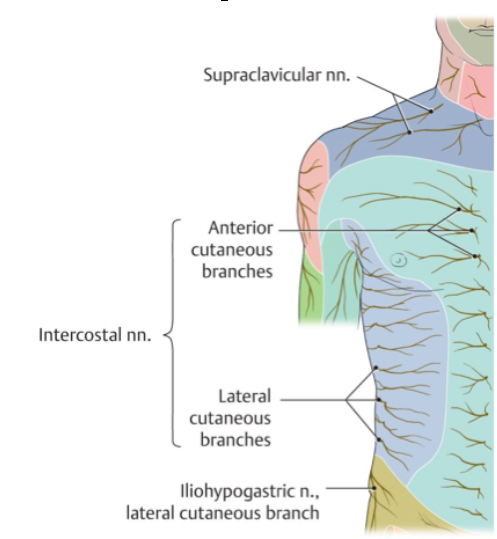 Supraclavicular nn.
Anterior
cutaneous
branches
Intercostal nn.
Lateral
cutaneous
branches
Iliohypogastric n.,
lateral cutaneous branch